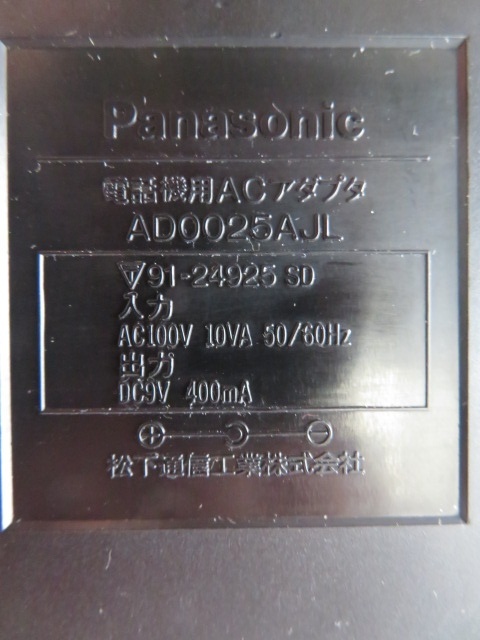 Panasonic
電話機用ACアダプタ
AD0025AJL
▽91-24925 SD
入力
AC100V 10VA 50/60Hz
出力
DC9V 400mA
松下通信工業株式会社